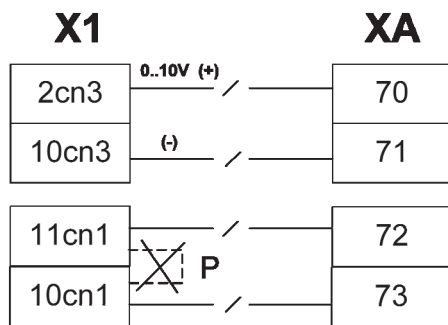 X1 XA
2cn3 0..10V (+) 70
10cn3 (-) 71
11cn1 72
P
10cn1 73